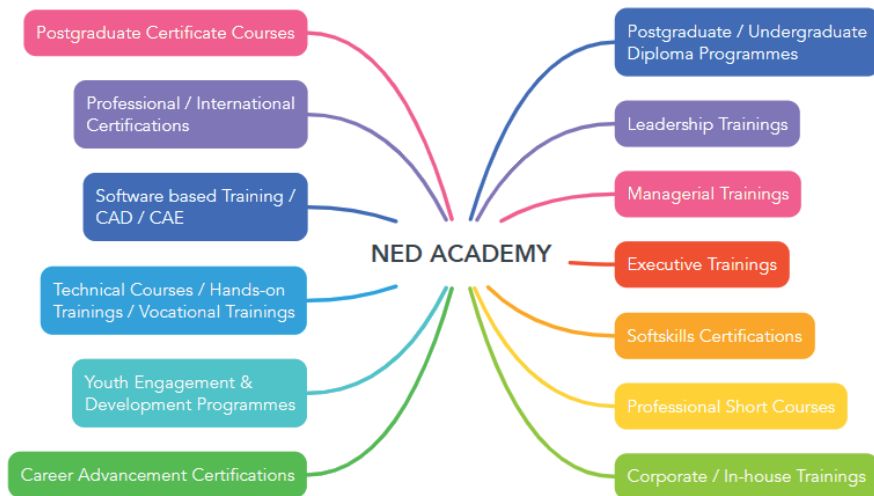 Postgraduate Certificate Courses
Professional / International
Certifications
Software based Training /
CAD / CAE
Technical Courses / Hands-on
Trainings / Vocational Trainings
Youth Engagement &
Development Programmes
Career Advancement Certifications
NED ACADEMY
Postgraduate / Undergraduate
Diploma Programmes
Leadership Trainings
Managerial Trainings
Executive Trainings
Softskills Certifications
Professional Short Courses
Corporate / In-house Trainings